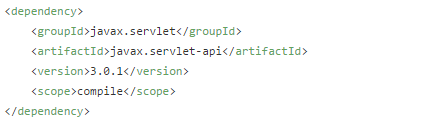 <dependency>
    <groupId>javax.servlet</groupId>
    <artifactId>javax.servlet-api</artifactId>
    <version>3.0.1</version>
    <scope>compile</scope>
</dependency>